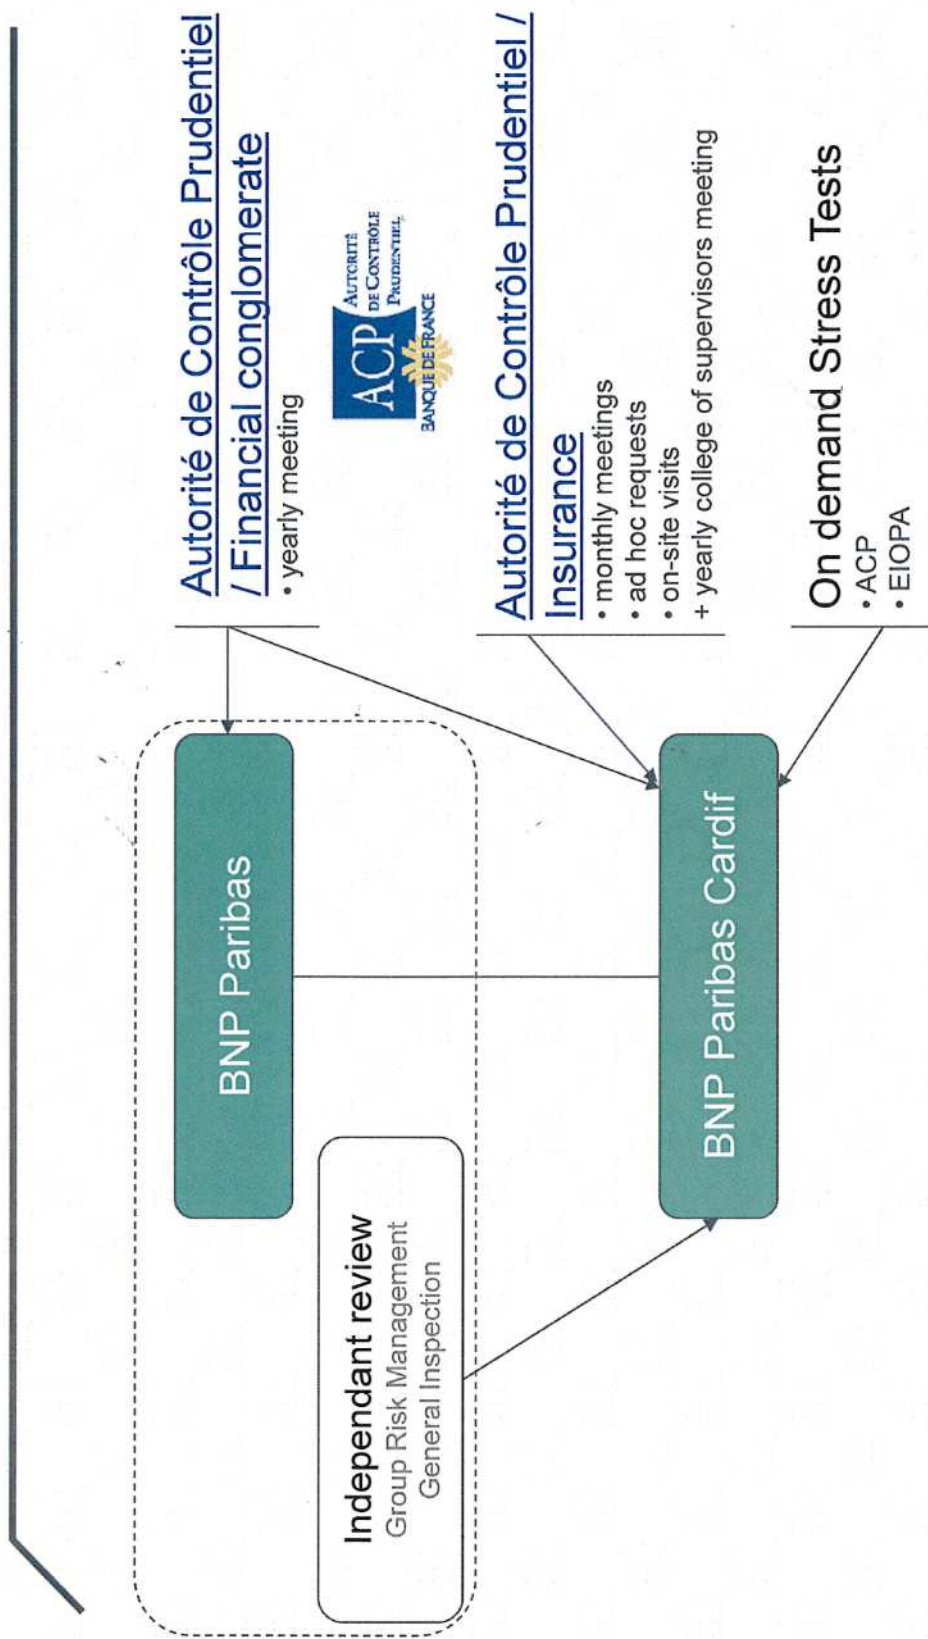 Autorité de Contrôle Prudentiel
/ Financial conglomerate
• yearly meeting
ACP
AUTORITÉ
DE CONTRÔLE
PRUDENTIEL
BANQUE DE FRANCE
BNP Paribas
Independant review
Group Risk Management
General Inspection
Autorité de Contrôle Prudentiel /
Insurance
• monthly meetings
• ad hoc requests
• on-site visits
+ yearly college of supervisors meeting
BNP Paribas Cardif
On demand Stress Tests
• ACP
• EIOPA